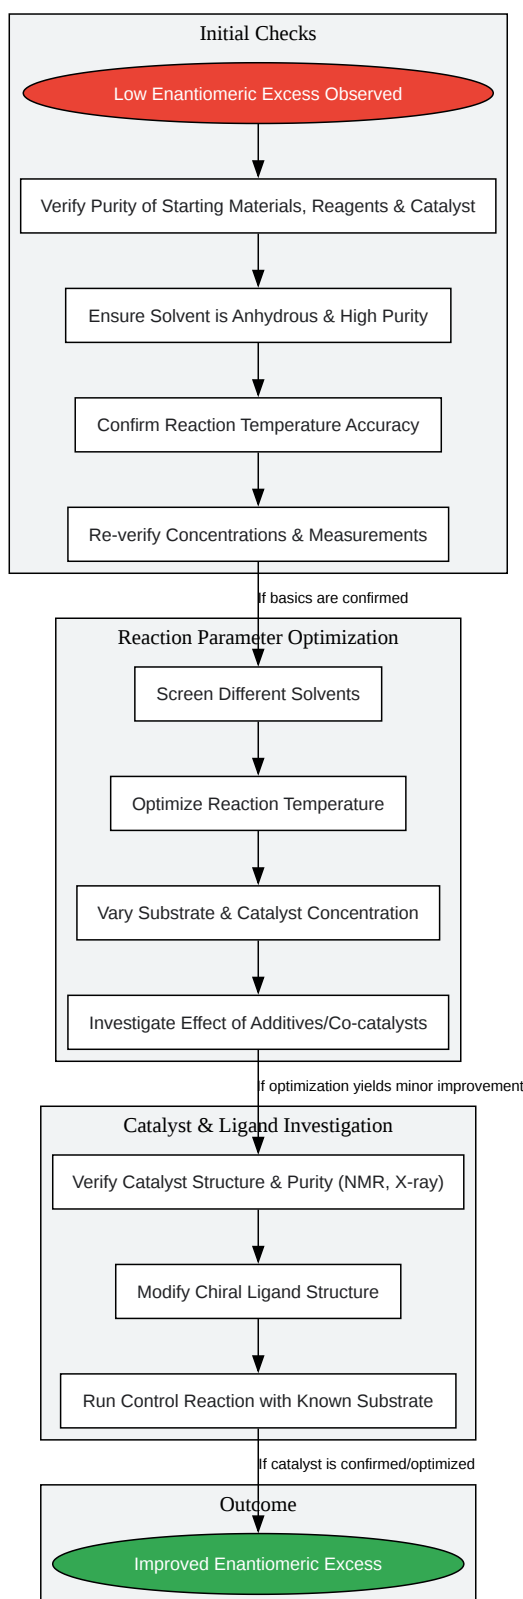 Initial Checks
Low Enantiomeric Excess Observed
Verify Purity of Starting Materials, Reagents & Catalyst
Ensure Solvent is Anhydrous & High Purity
Confirm Reaction Temperature Accuracy
Re-verify Concentrations & Measurements
If basics are confirmed
Reaction Parameter Optimization
Screen Different Solvents
Optimize Reaction Temperature
Vary Substrate & Catalyst Concentration
Investigate Effect of Additives/Co-catalysts
If optimization yields minor improvement
Catalyst & Ligand Investigation
Verify Catalyst Structure & Purity (NMR, X-ray)
Modify Chiral Ligand Structure
Run Control Reaction with Known Substrate
If catalyst is confirmed/optimized
Outcome
Improved Enantiomeric Excess